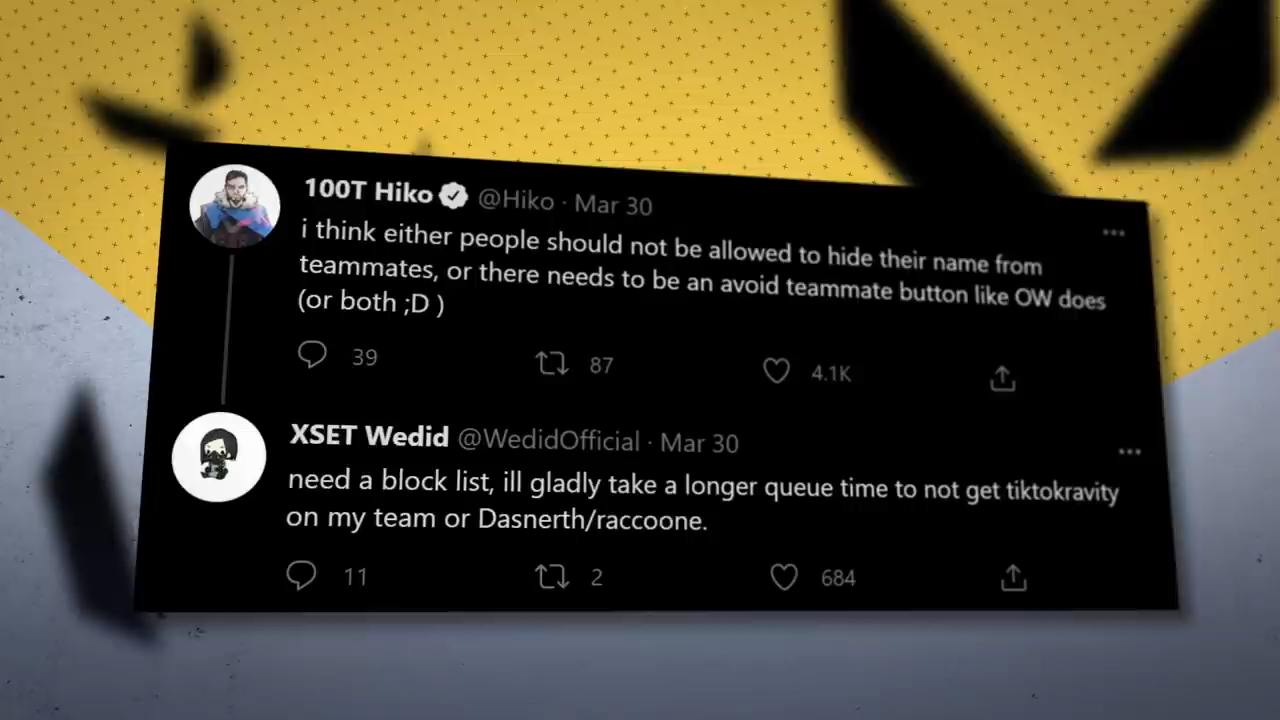 100T Hiko @Hiko · Mar 30
i think either people should not be allowed to hide their name from
teammates, or there needs to be an avoid teammate button like OW does
(or both ;D )
39 87 4.1K
XSET Wedid @WedidOfficial · Mar 30
need a block list, ill gladly take a longer queue time to not get tiktokravity
on my team or Dasnerth/raccoone.
11 2 684